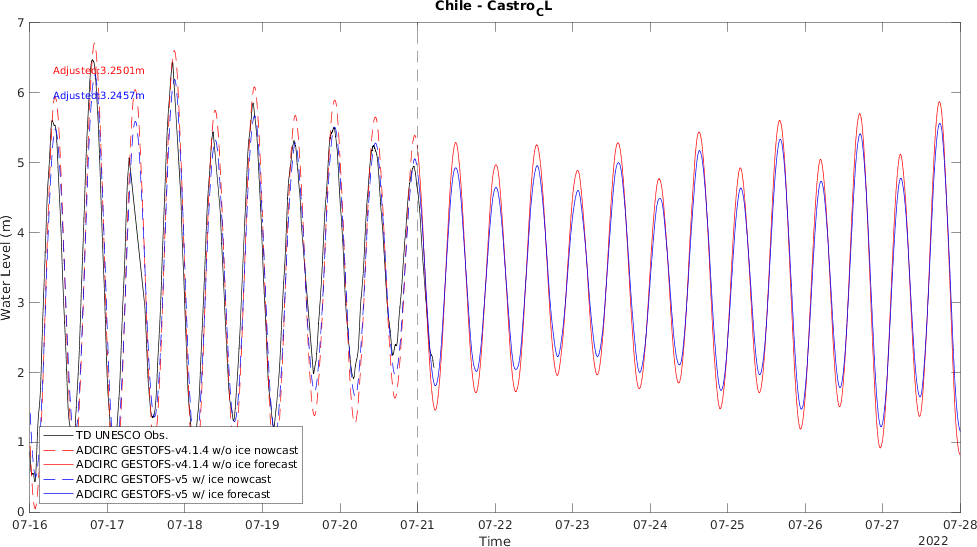 Chile - Castro_CL
7
6
5
4
3
2
1
0
Water Level (m)
Adjusted:3.2501m
Adjusted:3.2457m
TD UNESCO Obs.
ADCIRC GESTOFS-v4.1.4 w/o ice nowcast
ADCIRC GESTOFS-v4.1.4 w/o ice forecast
ADCIRC GESTOFS-v5 w/ ice nowcast
ADCIRC GESTOFS-v5 w/ ice forecast
07-16 07-17 07-18 07-19 07-20 07-21 07-22 07-23 07-24 07-25 07-26 07-27 07-28
Time
2022